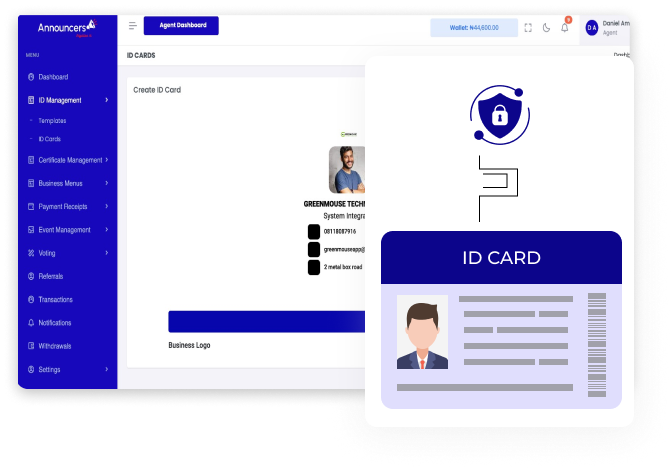 Announcers
MENU
Dashboard
ID Management
Templates
ID Cards
Certificate Management
Business Menus
Payment Receipts
Event Management
Voting
Referrals
Transactions
Notifications
Withdrawals
Settings
Agent Dashboard
Wallet: ₦44,600.00
DA
Daniel Am
Agent
ID CARDS
Dashb
Create ID Card
GREENMOUSE TECHN
System Integra
08118087916
greenmouseapp@
2 metal box road
Business Logo
ID CARD